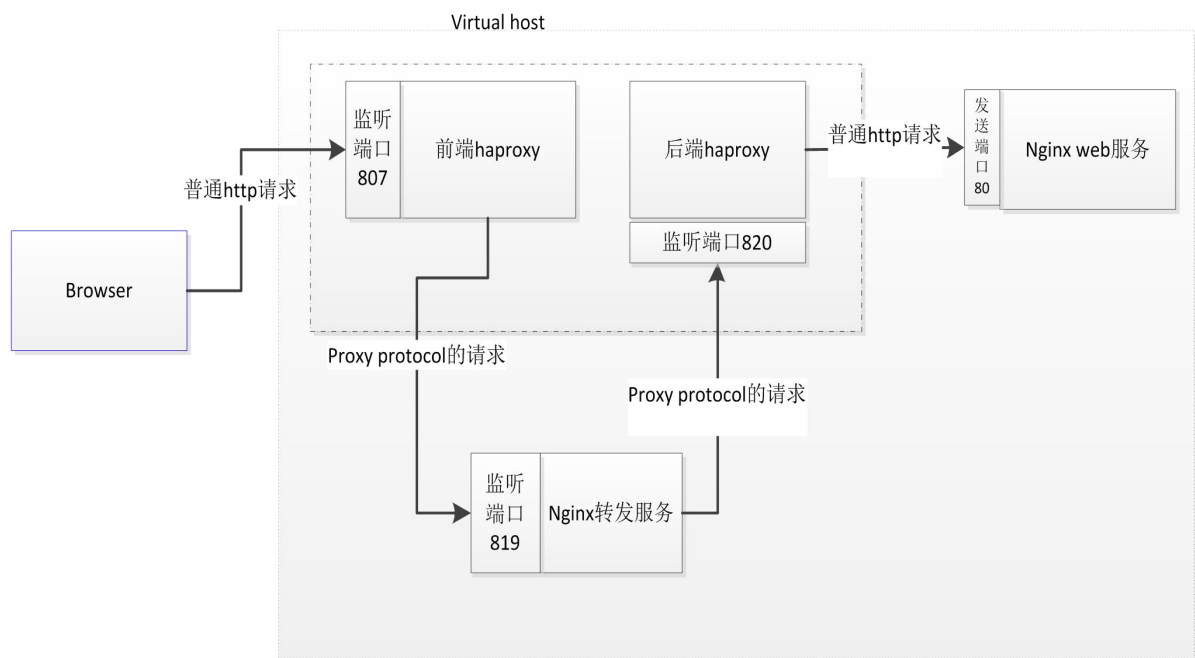 Virtual host
监听
端口
807
前端haproxy
后端haproxy
监听端口820
普通http请求
发
送
端
口
80
Nginx web服务
普通http请求
Browser
Proxy protocol的请求
Proxy protocol的请求
监听
端口
819
Nginx转发服务